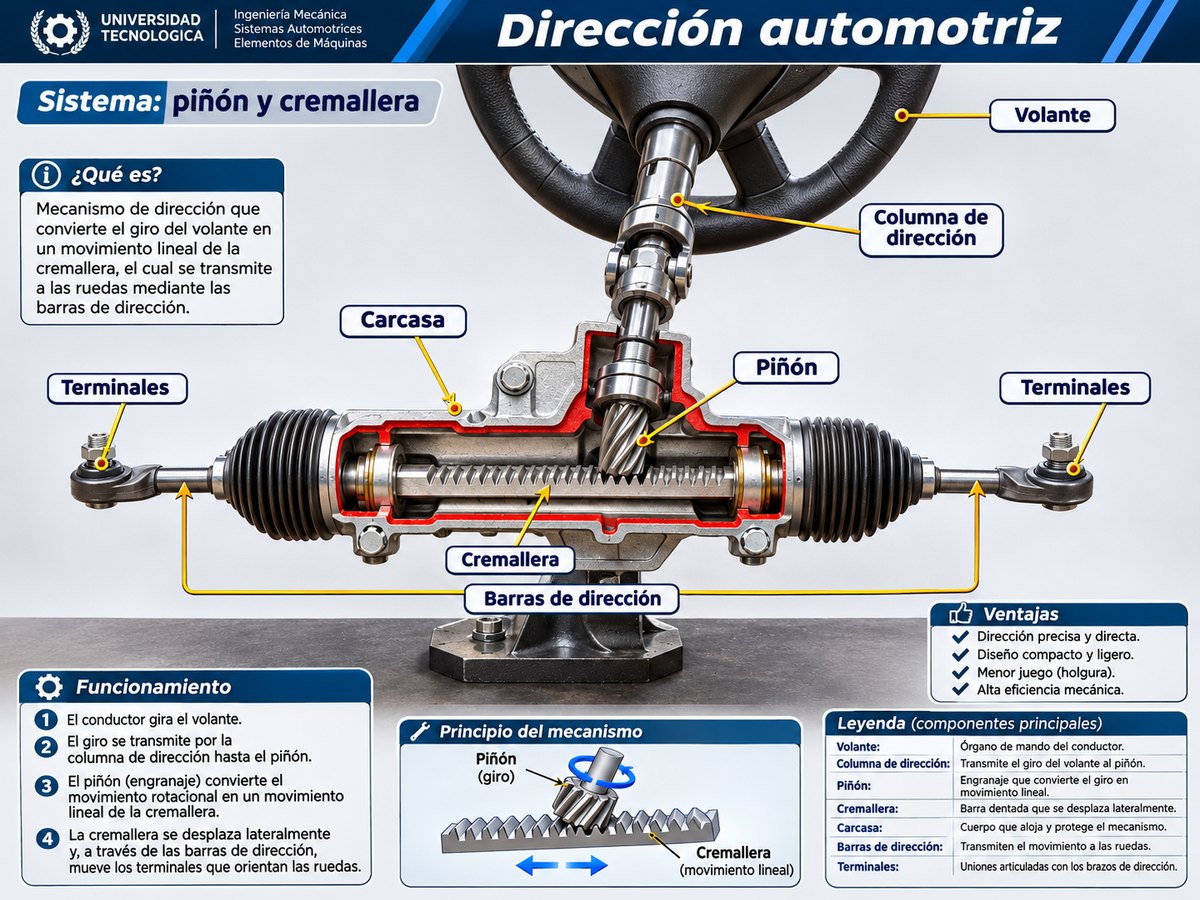 UNIVERSIDAD
TECNOLOGICA
Ingeniería Mecánica
Sistemas Automotrices
Elementos de Máquinas
Dirección automotriz
Sistema: piñón y cremallera
¿Qué es?
Mecanismo de dirección que
convierte el giro del volante en
un movimiento lineal de la
cremallera, el cual se transmite
a las ruedas mediante las
barras de dirección.
Volante
Columna de
dirección
Carcasa
Piñón
Terminales
Terminales
Cremallera
Barras de dirección
Ventajas
Dirección precisa y directa.
Diseño compacto y ligero.
Menor juego (holgura).
Alta eficiencia mecánica.
Funcionamiento
1 El conductor gira el volante.
2 El giro se transmite por la
columna de dirección hasta el piñón.
3 El piñón (engranaje) convierte el
movimiento rotacional en un movimiento
lineal de la cremallera.
4 La cremallera se desplaza lateralmente
y, a través de las barras de dirección,
mueve los terminales que orientan las ruedas.
Principio del mecanismo
Piñón
(giro)
Cremallera
(movimiento lineal)
Leyenda (componentes principales)
Volante: Órgano de mando del conductor.
Columna de dirección: Transmite el giro del volante al piñón.
Piñón: Engranaje que convierte el giro en
movimiento lineal.
Cremallera: Barra dentada que se desplaza lateralmente.
Carcasa: Cuerpo que aloja y protege el mecanismo.
Barras de dirección: Transmiten el movimiento a las ruedas.
Terminales: Uniones articuladas con los brazos de dirección.